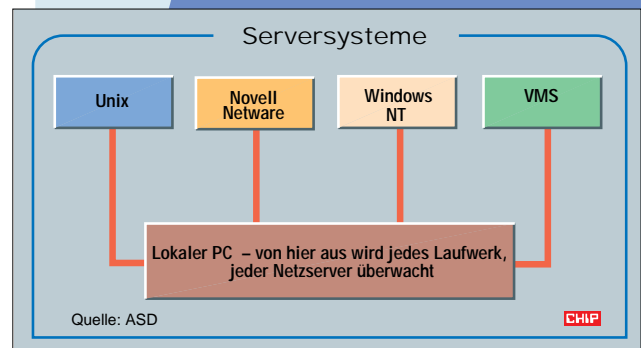 Serversysteme
Unix
Novell
Netware
Windows
NT
VMS
Lokaler PC – von hier aus wird jedes Laufwerk,
jeder Netzserver überwacht
Quelle: ASD
CHIP